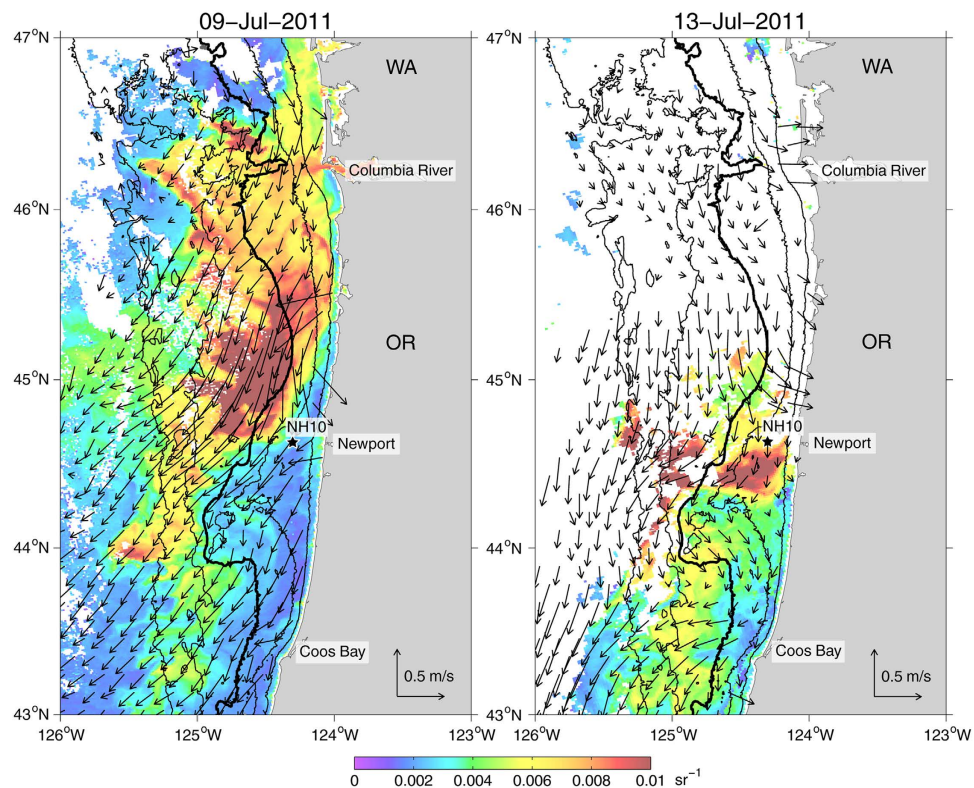 09-Jul-2011
13-Jul-2011
47°N
46°N
45°N
44°N
43°N
126°W
125°W
124°W
123°W
WA
Columbia River
OR
NH10
Newport
Coos Bay
0.5 m/s
47°N
46°N
45°N
44°N
43°N
126°W
125°W
124°W
123°W
WA
Columbia River
OR
NH10
Newport
Coos Bay
0.5 m/s
0 0.002 0.004 0.006 0.008 0.01 sr⁻¹